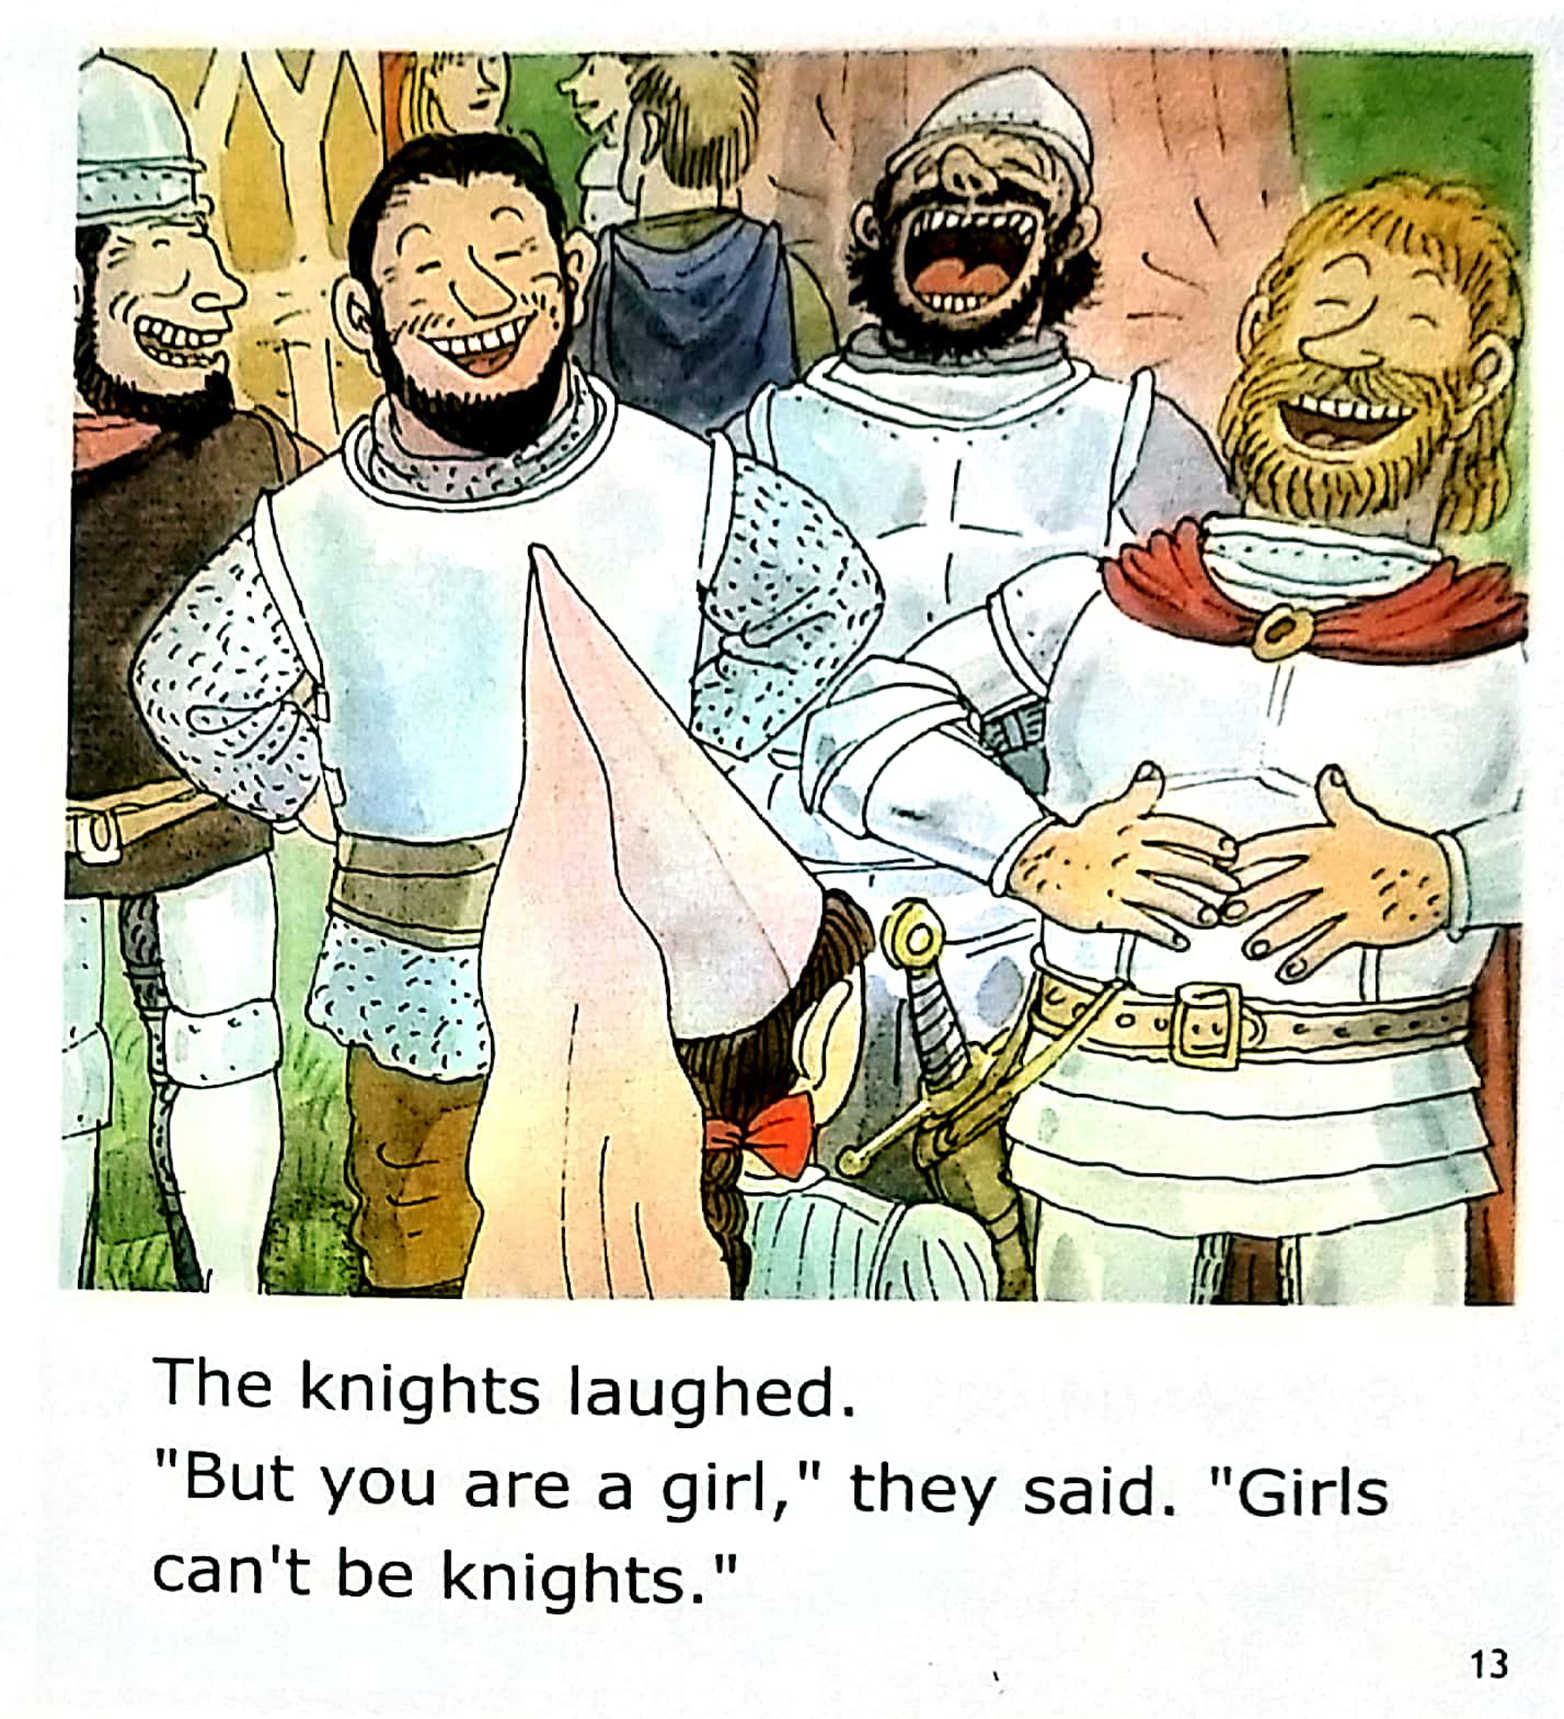 The knights laughed.
"But you are a girl," they said. "Girls
can't be knights."
13